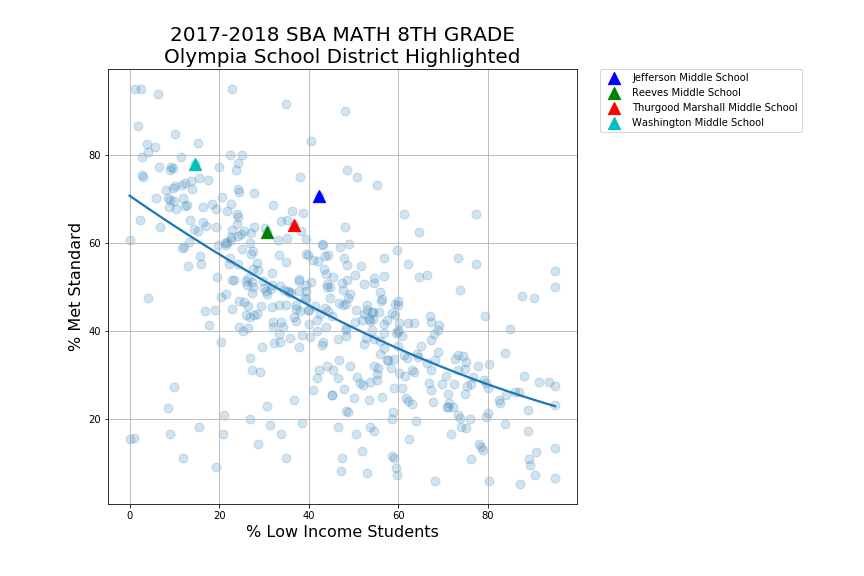 2017-2018 SBA MATH 8TH GRADE
Olympia School District Highlighted
Jefferson Middle School
Reeves Middle School
Thurgood Marshall Middle School
Washington Middle School
% Met Standard
80
60
40
20
0 20 40 60 80
% Low Income Students